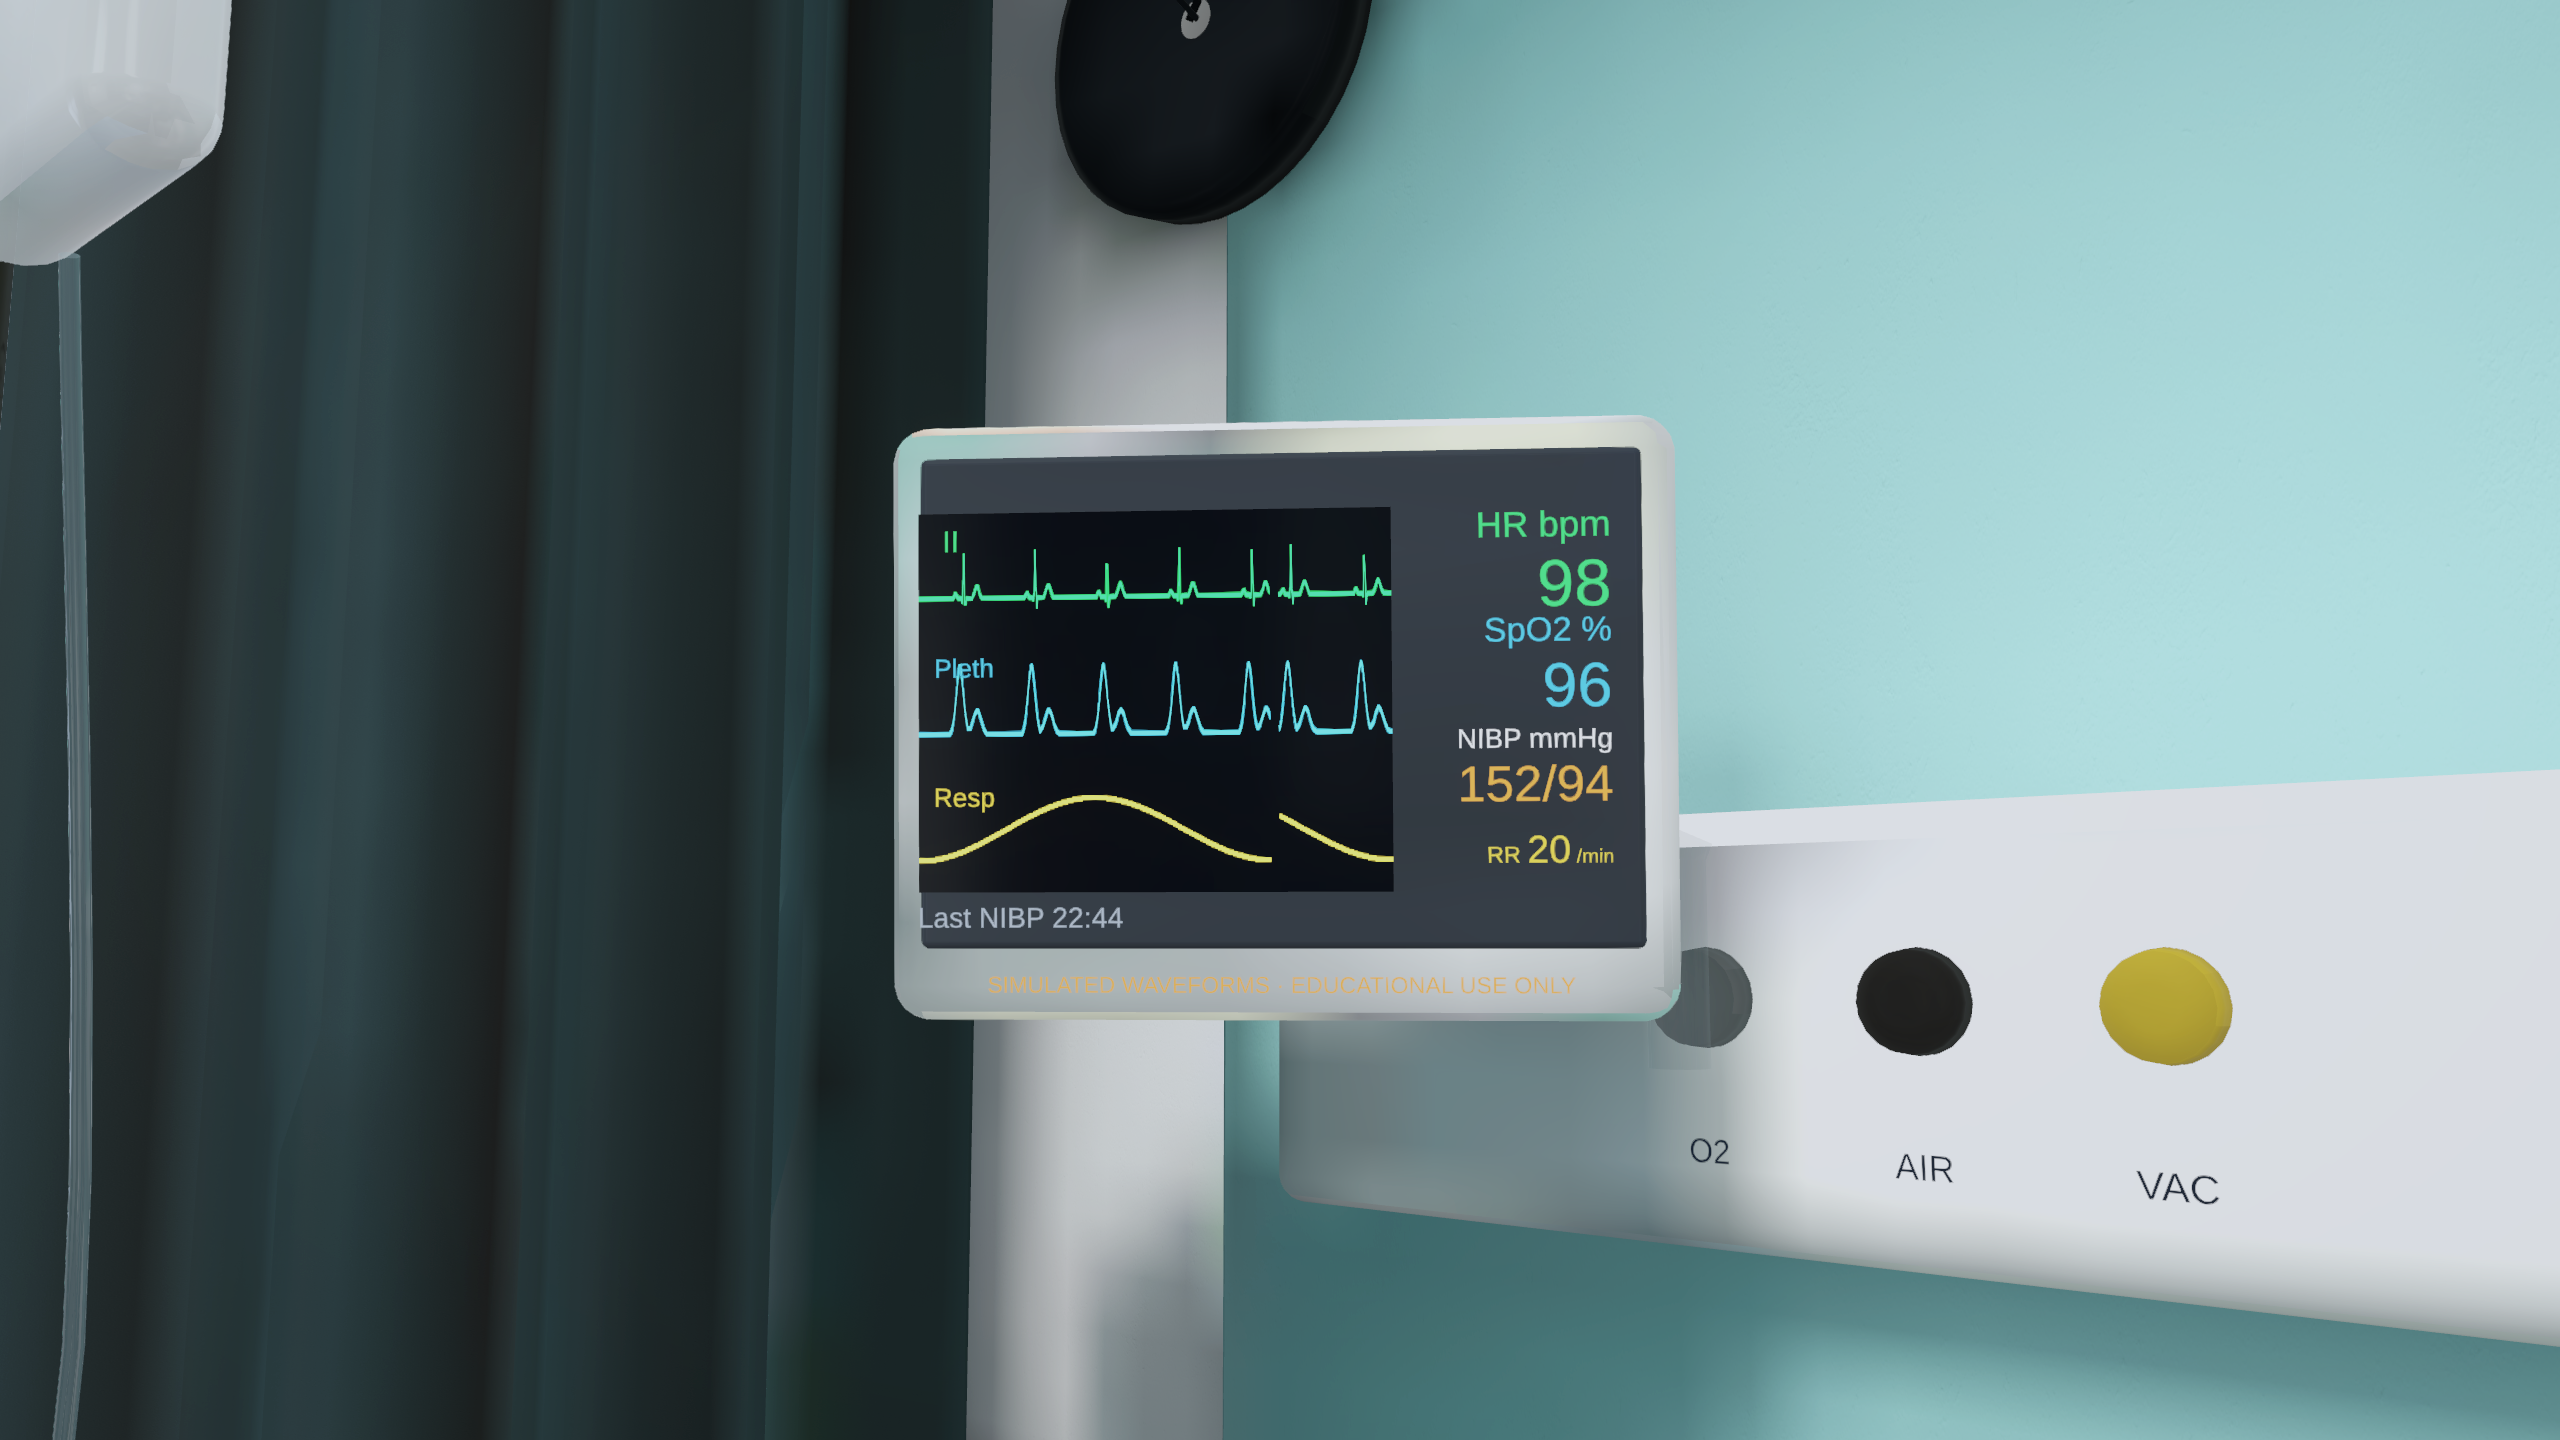 II
HR bpm
98
SpO2 %
Pleth
96
NIBP mmHg
152/94
Resp
RR 20 /min
Last NIBP 22:44
SIMULATED WAVEFORMS EDUCATIONAL USE ONLY
O2
AIR
VAC